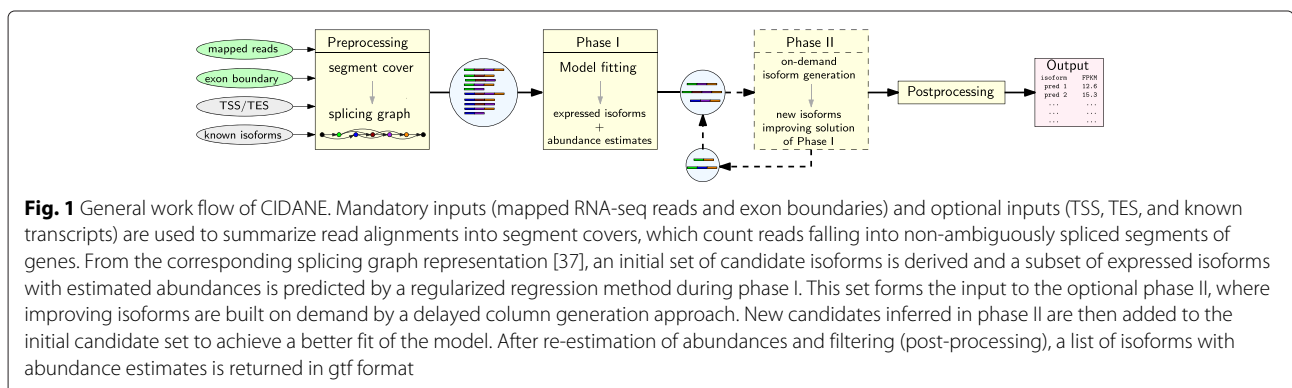 mapped reads
exon boundary
TSS/TES
known isoforms
Preprocessing
segment cover
splicing graph
Phase I
Model fitting
expressed isoforms
+
abundance estimates
Phase II
on-demand
isoform generation
new isoforms
improving solution
of Phase I
Postprocessing
Output
isoform FPKM
pred 1 12.6
pred 2 15.3
... ...
... ...
... ...
Fig. 1 General work flow of CIDANE. Mandatory inputs (mapped RNA-seq reads and exon boundaries) and optional inputs (TSS, TES, and known
transcripts) are used to summarize read alignments into segment covers, which count reads falling into non-ambiguously spliced segments of
genes. From the corresponding splicing graph representation [37], an initial set of candidate isoforms is derived and a subset of expressed isoforms
with estimated abundances is predicted by a regularized regression method during phase I. This set forms the input to the optional phase II, where
improving isoforms are built on demand by a delayed column generation approach. New candidates inferred in phase II are then added to the
initial candidate set to achieve a better fit of the model. After re-estimation of abundances and filtering (post-processing), a list of isoforms with
abundance estimates is returned in gtf format